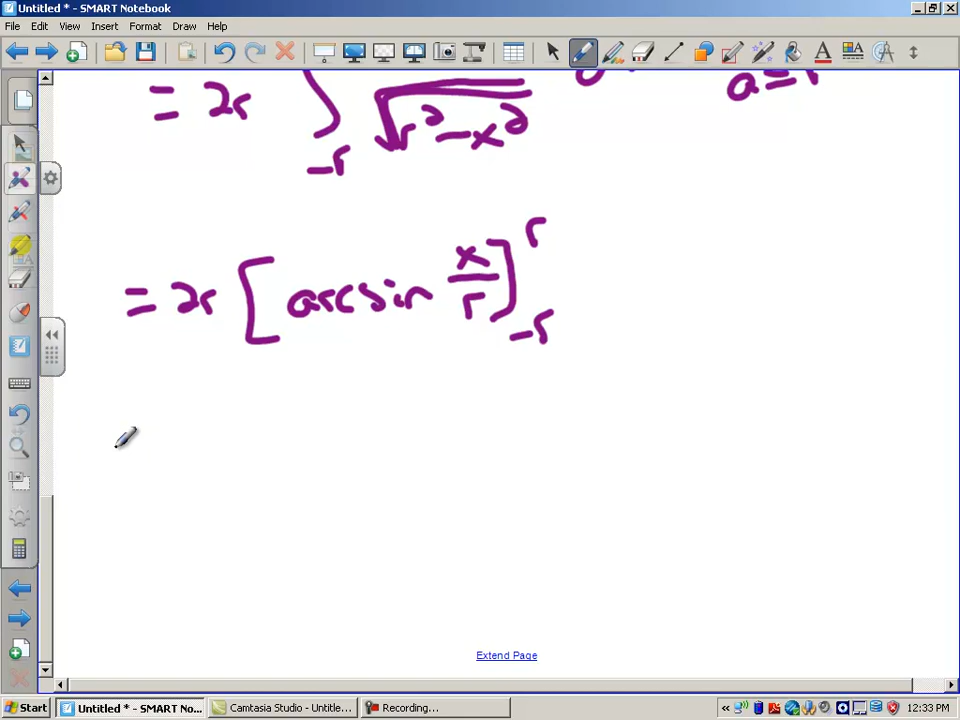 Untitled * - SMART Notebook
File Edit View Insert Format Draw Help
= 2r ∫ √r²-x² a=r
-r
= 2r [ arcsin x/r ] r -r
Extend Page
Start Untitled * - SMART No... Camtasia Studio - Untitle... Recording... « 12:33 PM